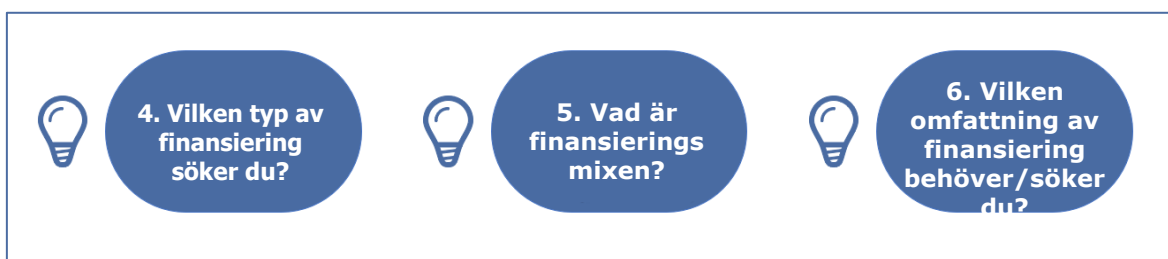 4. Vilken typ av
finansiering
söker du?
5. Vad är
finansierings
mixen?
6. Vilken
omfattning av
finansiering
behöver/söker
du?